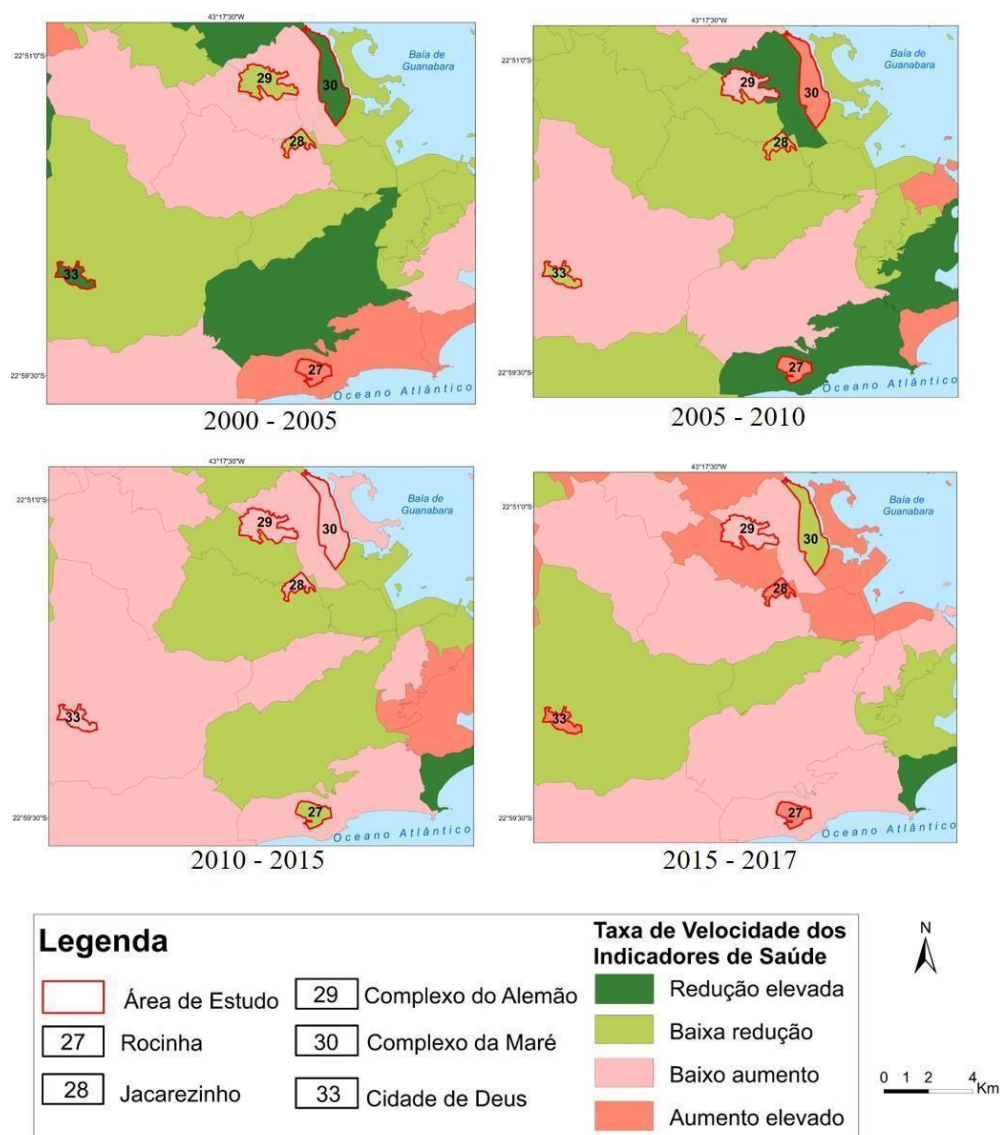 43°17'30"W
22°51'0"S
Baía de
Guanabara
29
30
28
33
27
22°59'30"S
Oceano Atlântico
2000 - 2005
43°17'30"W
22°51'0"S
Baía de
Guanabara
29
30
28
33
27
22°59'30"S
Oceano Atlântico
2005 - 2010
43°17'30"W
22°51'0"S
Baía de
Guanabara
29
30
28
33
27
22°59'30"S
Oceano Atlântico
2010 - 2015
43°17'30"W
22°51'0"S
Baía de
Guanabara
29
30
28
33
27
22°59'30"S
Oceano Atlântico
2015 - 2017
Legenda
Área de Estudo
27 Rocinha
28 Jacarezinho
29 Complexo do Alemão
30 Complexo da Maré
33 Cidade de Deus
Taxa de Velocidade dos
Indicadores de Saúde
Redução elevada
Baixa redução
Baixo aumento
Aumento elevado
N
0 1 2 4
Km